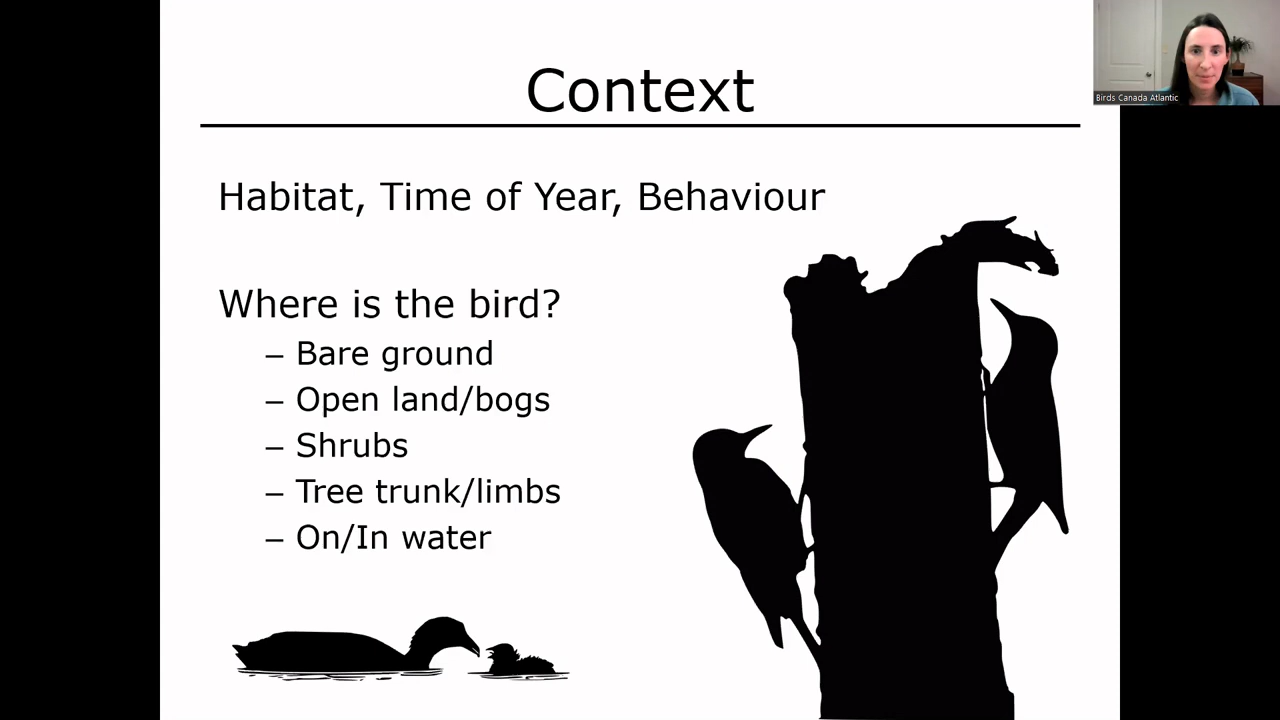 Context
Habitat, Time of Year, Behaviour
Where is the bird?
– Bare ground
– Open land/bogs
– Shrubs
– Tree trunk/limbs
– On/In water
Birds Canada Atlantic